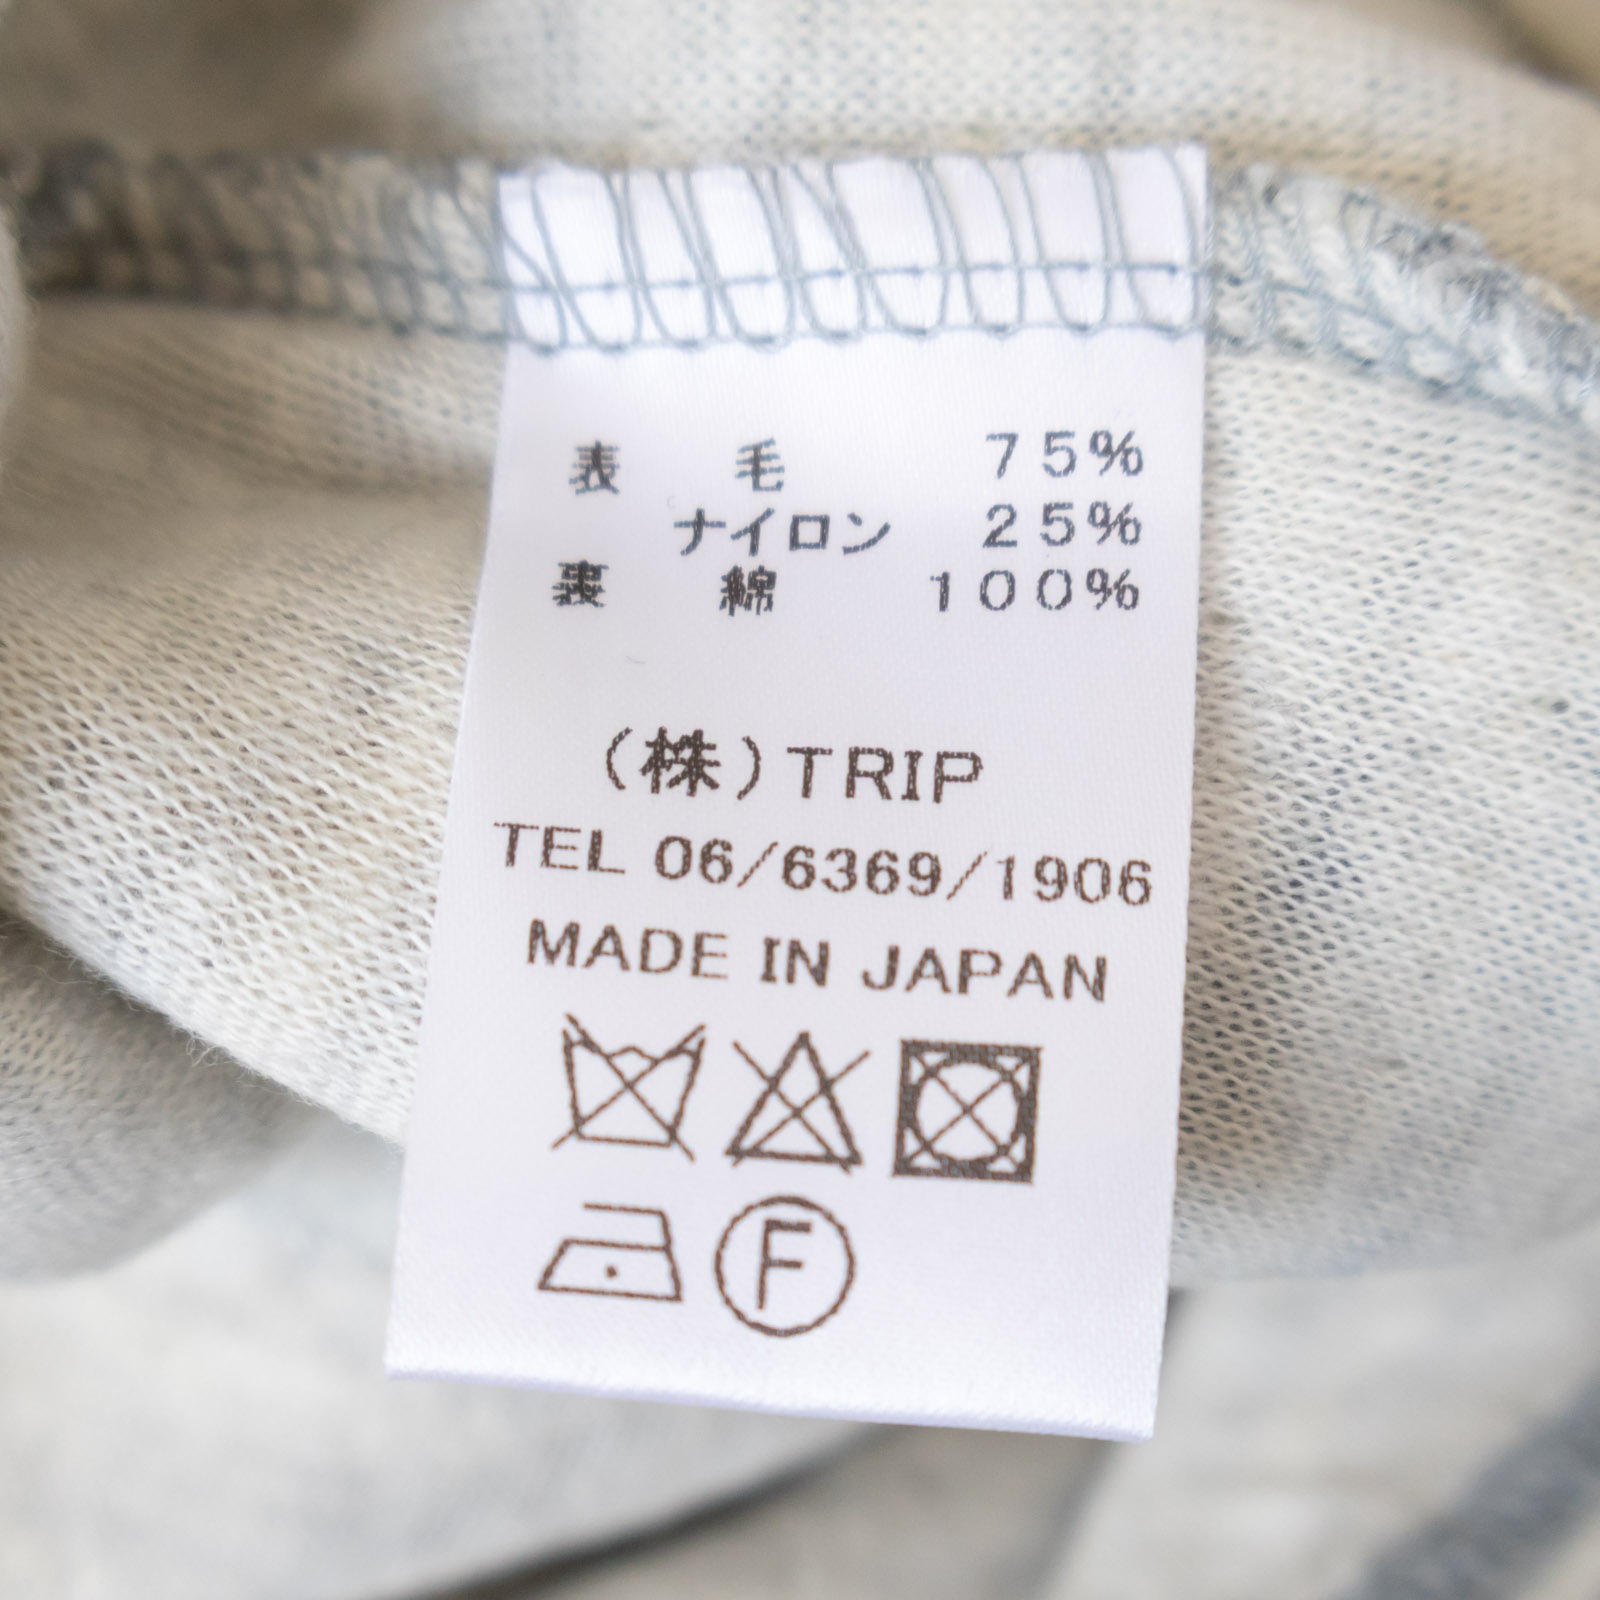 表 毛 75%
ナイロン 25%
裏 綿 100%
(株)TRIP
TEL 06/6369/1906
MADE IN JAPAN
F